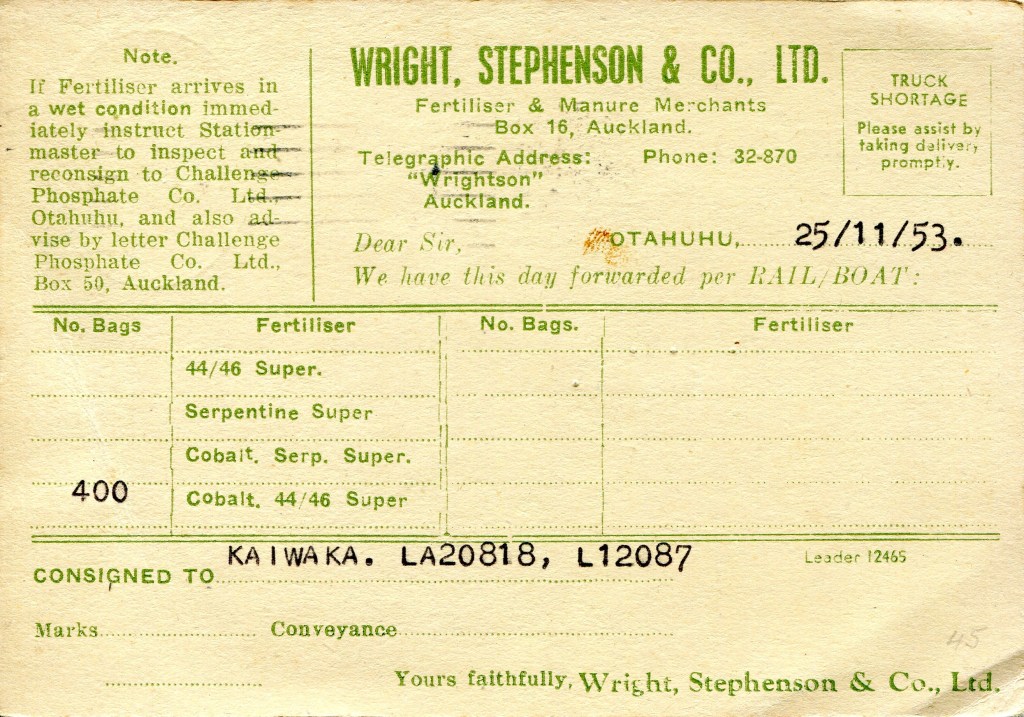 Note.
If Fertiliser arrives in
a wet condition immed-
iately instruct Station-
master to inspect and
reconsign to Challenge
Phosphate Co. Ltd.,
Otahuhu, and also ad-
vise by letter Challenge
Phosphate Co. Ltd.,
Box 50, Auckland.
WRIGHT, STEPHENSON & CO., LTD.
Fertiliser & Manure Merchants
Box 16, Auckland.
Telegraphic Address: Phone: 32-870
"Wrightson"
Auckland.
TRUCK
SHORTAGE
Please assist by
taking delivery
promptly.
Dear Sir, OTAHUHU, 25/11/53.
We have this day forwarded per RAIL/BOAT:
No. Bags Fertiliser No. Bags. Fertiliser
44/46 Super.
Serpentine Super
Cobalt. Serp. Super.
400 Cobalt. 44/46 Super
CONSIGNED TO KAIWAKA. LA20818, L12087
Leader 12465
Marks Conveyance
45
Yours faithfully, Wright, Stephenson & Co., Ltd.